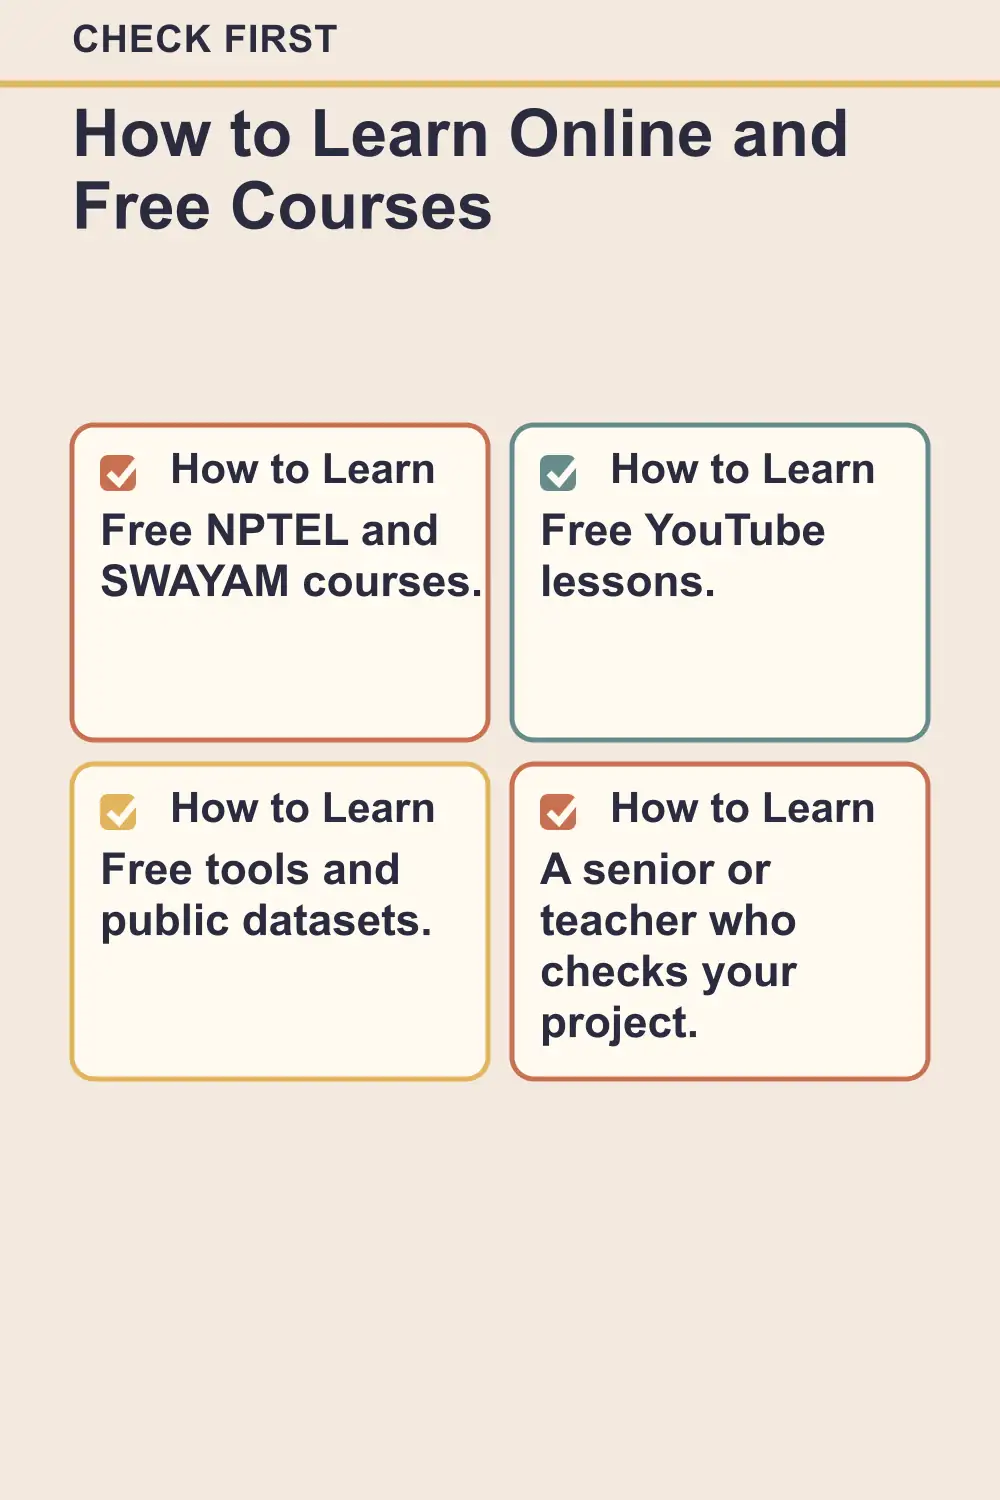 CHECK FIRST
How to Learn Online and
Free Courses
How to Learn
Free NPTEL and
SWAYAM courses.
How to Learn
Free YouTube
lessons.
How to Learn
Free tools and
public datasets.
How to Learn
A senior or
teacher who
checks your
project.